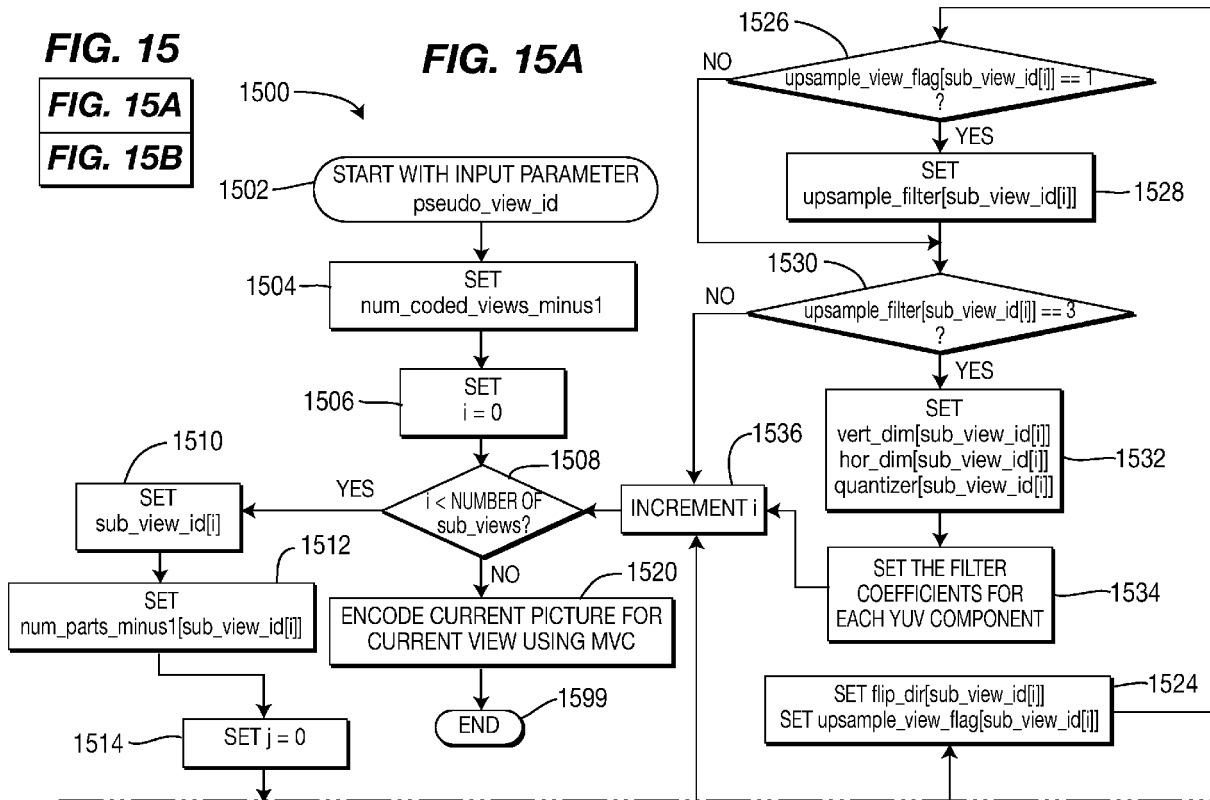 FIG. 15
FIG. 15A
FIG. 15B
FIG. 15A
1500
1502
START WITH INPUT PARAMETER
pseudo_view_id
1504
SET
num_coded_views_minus1
1506
SET
i = 0
1508
i < NUMBER OF
sub_views?
YES
NO
1510
SET
sub_view_id[i]
1512
SET
num_parts_minus1[sub_view_id[i]]
1514
SET j = 0
1520
ENCODE CURRENT PICTURE FOR
CURRENT VIEW USING MVC
1599
END
1526
upsample_view_flag[sub_view_id[i]] == 1
?
NO
YES
SET
upsample_filter[sub_view_id[i]]
1528
1530
upsample_filter[sub_view_id[i]] == 3
?
NO
YES
SET
vert_dim[sub_view_id[i]]
hor_dim[sub_view_id[i]]
quantizer[sub_view_id[i]]
1532
1536
INCREMENT i
SET THE FILTER
COEFFICIENTS FOR
EACH YUV COMPONENT
1534
1524
SET flip_dir[sub_view_id[i]]
SET upsample_view_flag[sub_view_id[i]]